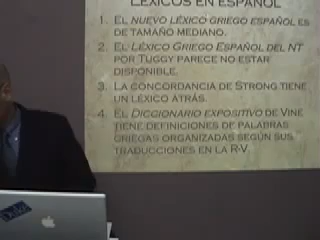 LÉXICOS EN ESPAÑOL
1. EL NUEVO LÉXICO GRIEGO ESPAÑOL ES
DE TAMAÑO MEDIANO.
2. EL LÉXICO GRIEGO ESPAÑOL DEL NT
POR TUGGY PARECE NO ESTAR
DISPONIBLE.
3. LA CONCORDANCIA DE STRONG TIENE
UN LÉXICO ATRÁS.
4. EL DICCIONARIO EXPOSITIVO DE VINE
TIENE DEFINICIONES DE PALABRAS
GRIEGAS ORGANIZADAS SEGÚN SUS
TRADUCCIONES EN LA R-V.